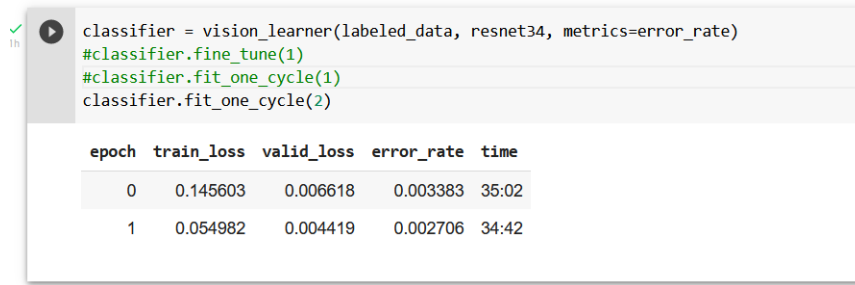 1h
classifier = vision_learner(labeled_data, resnet34, metrics=error_rate)
#classifier.fine_tune(1)
#classifier.fit_one_cycle(1)
classifier.fit_one_cycle(2)
epoch train_loss valid_loss error_rate time
0 0.145603 0.006618 0.003383 35:02
1 0.054982 0.004419 0.002706 34:42